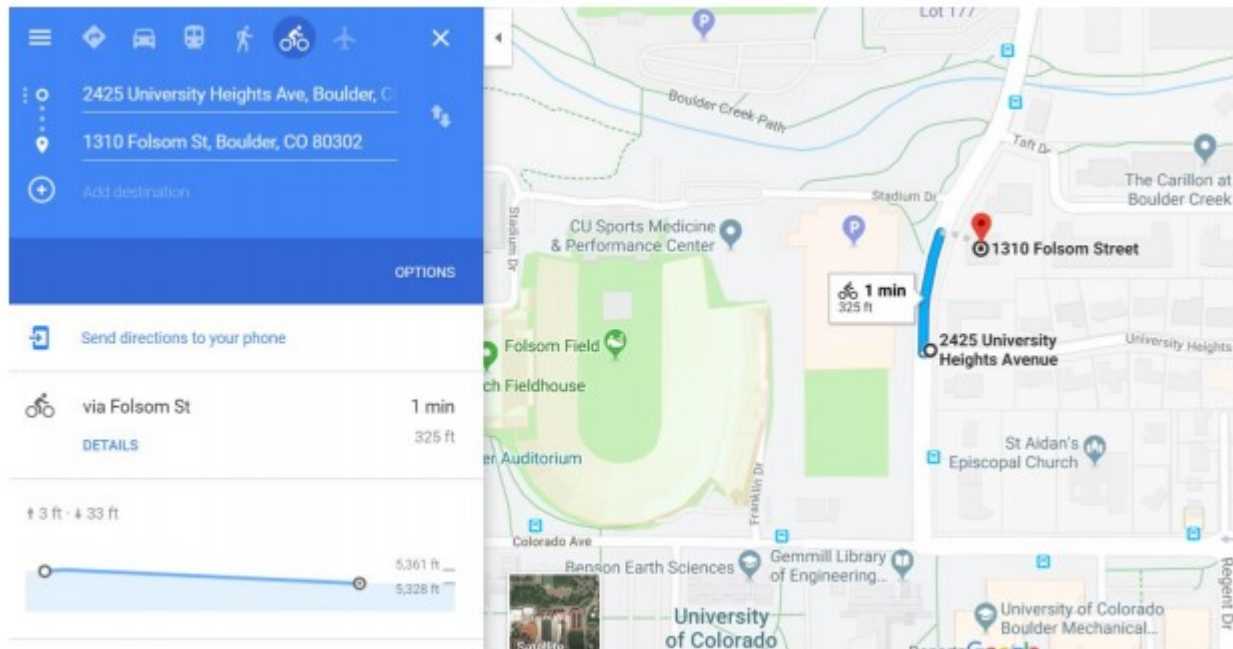 2425 University Heights Ave, Boulder, C
1310 Folsom St, Boulder, CO 80302
Add destination
OPTIONS
Send directions to your phone
via Folsom St
1 min
DETAILS
325 ft
3 ft · 33 ft
5,361 ft
5,328 ft
Lot 177
P
Boulder Creek Path
Taft Dr
The Carillon at
Boulder Creek
Stadium Dr
Stadium Dr
CU Sports Medicine
& Performance Center
P
1310 Folsom Street
1 min
325 ft
2425 University
Heights Avenue
University Heights
Folsom Field
ch Fieldhouse
er Auditorium
St Aidan's
Episcopal Church
Franklin Dr
Colorado Ave
Benson Earth Sciences
Gemmill Library
of Engineering...
Regent Dr
University
of Colorado
University of Colorado
Boulder Mechanical...
Google